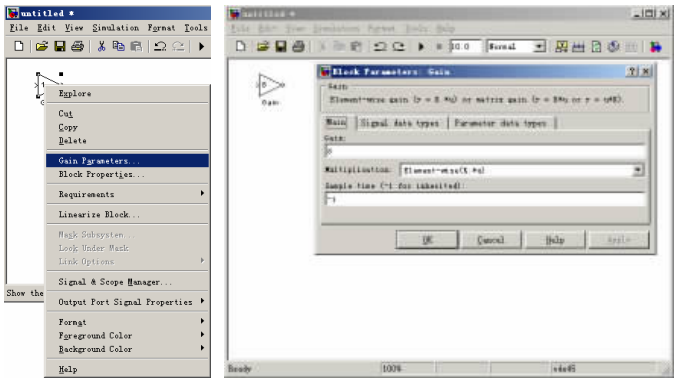 untitled *
File Edit View Simulation Format Tools
Explore
Cut
Copy
Delete
Gain Parameters...
Block Properties...
Requirements
Linearize Block...
Mask Subsystem...
Look Under Mask
Link Options
Signal & Scope Manager...
Output Port Signal Properties
Format
Foreground Color
Background Color
Help
Show the
untitled *
File Edit View Simulation Format Tools Help
10.0 Normal
Gain
Block Parameters: Gain
Gain
Element-wise gain (y = K.*u) or matrix gain (y = K*u or y = u*K).
Main Signal data types Parameter data types
Gain:
Multiplication: Element-wise(K.*u)
Sample time (-1 for inherited):
-1
OK Cancel Help Apply
Ready 100% ode45